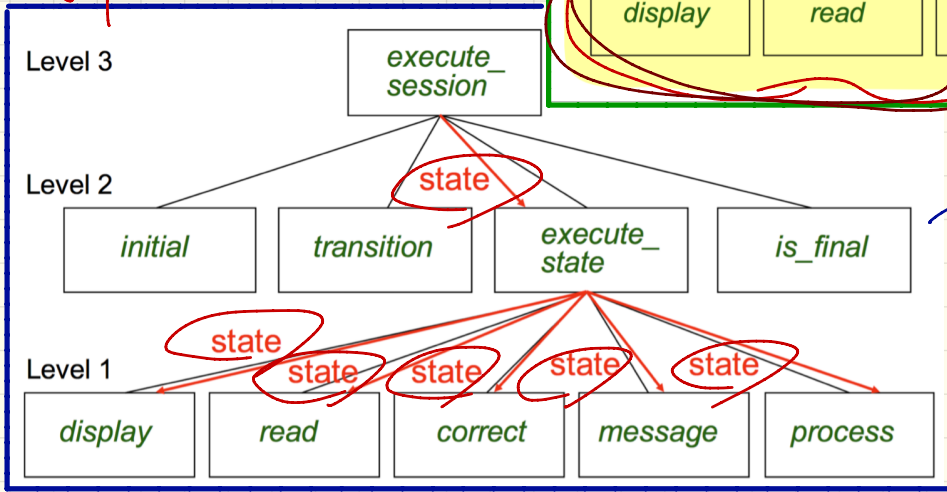 display
read
Level 3
execute_
session
Level 2
state
initial
transition
execute_
state
is_final
state
state
state
state
state
Level 1
display
read
correct
message
process